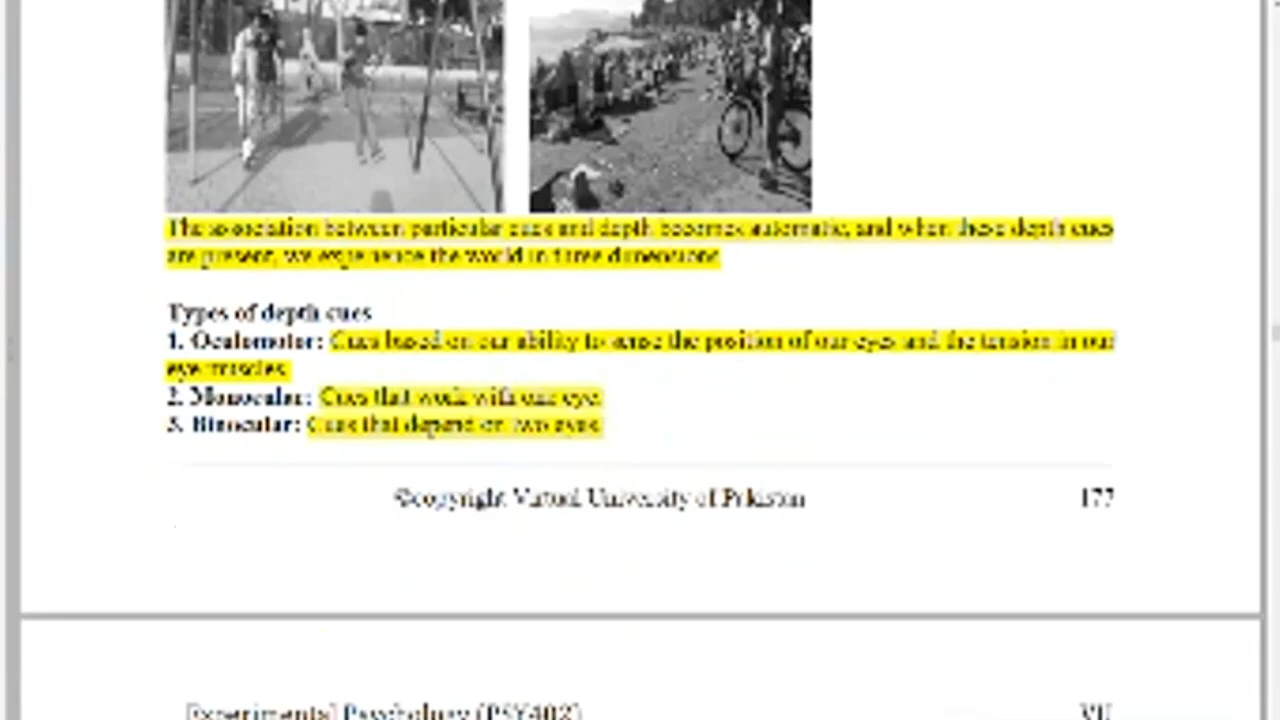 The association between particular cues and depth becomes automatic, and when these depth cues
are present, we experience the world in three dimensions.
Types of depth cues
1. Oculomotor: Cues based on our ability to sense the position of our eyes and the tension in our
eye muscles.
2. Monocular: Cues that work with one eye.
3. Binocular: Cues that depend on two eyes.
©copyright Virtual University of Pakistan 177
Experimental Psychology (PSY402) VU